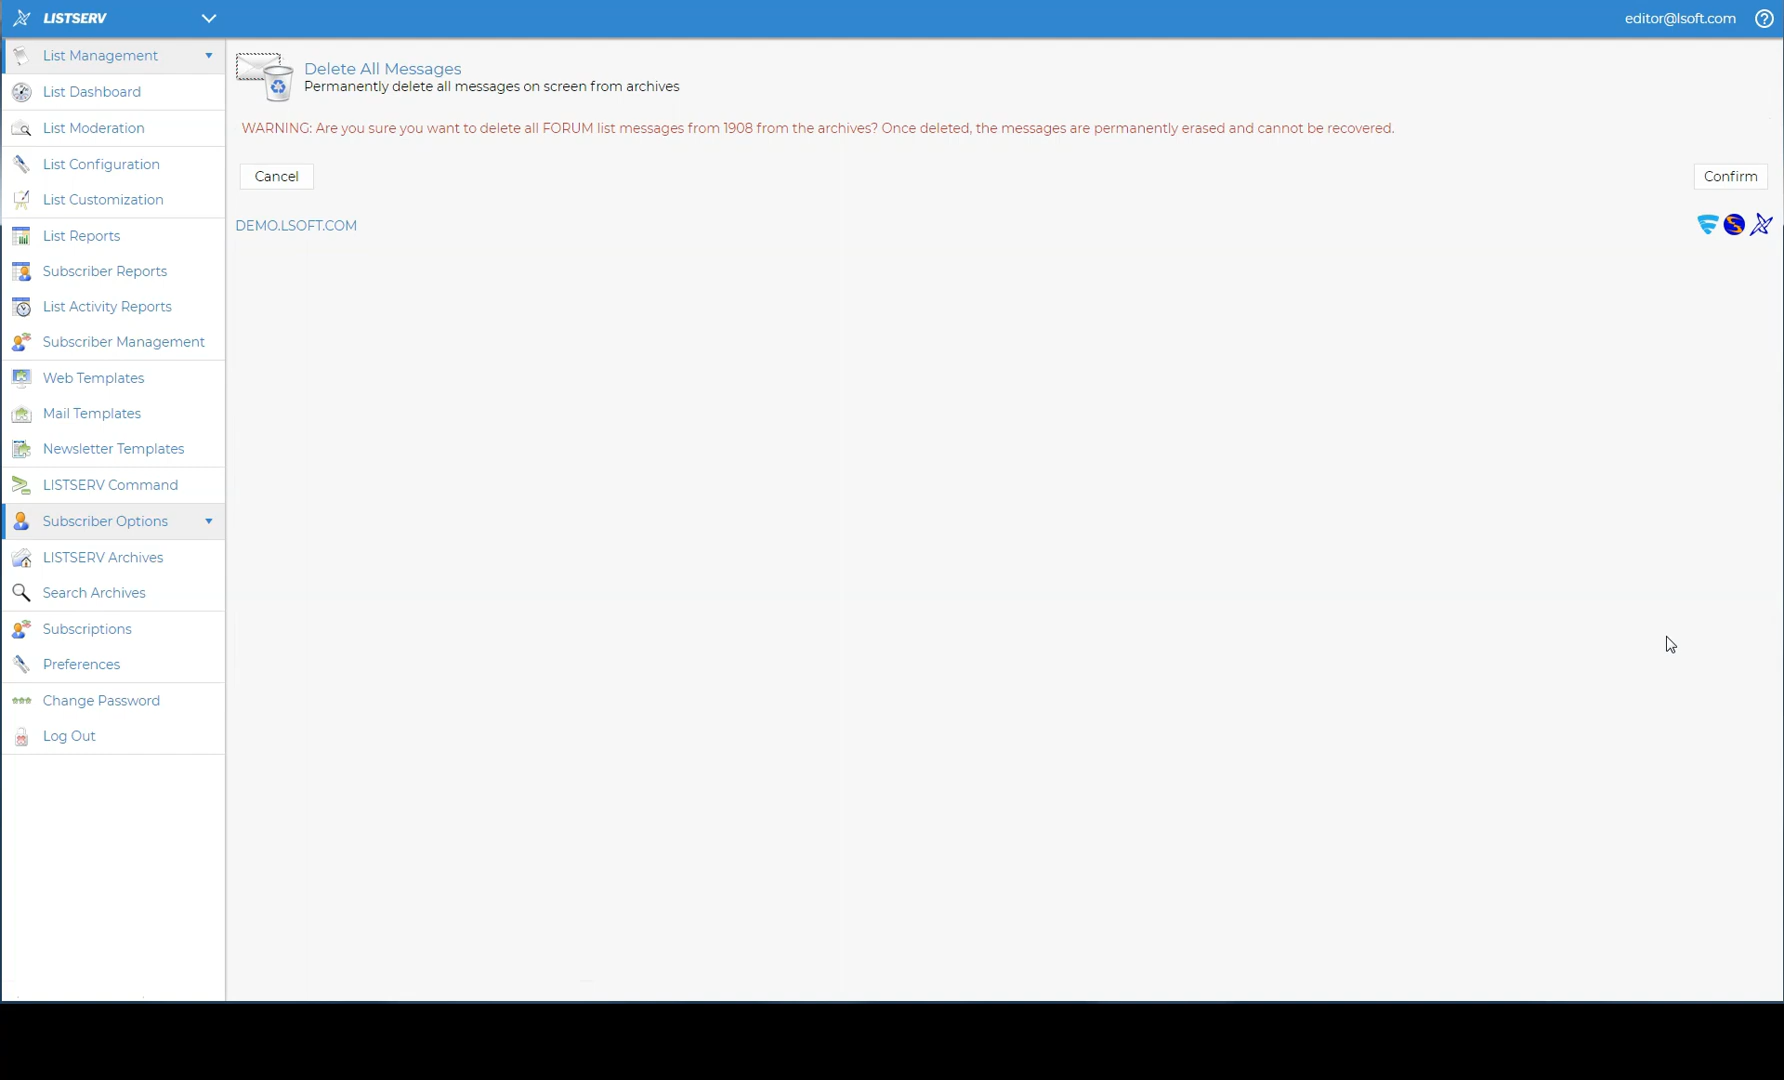 LISTSERV
editor@lsoft.com
List Management
List Dashboard
List Moderation
List Configuration
List Customization
List Reports
Subscriber Reports
List Activity Reports
Subscriber Management
Web Templates
Mail Templates
Newsletter Templates
LISTSERV Command
Subscriber Options
LISTSERV Archives
Search Archives
Subscriptions
Preferences
Change Password
Log Out
Delete All Messages
Permanently delete all messages on screen from archives
WARNING: Are you sure you want to delete all FORUM list messages from 1908 from the archives? Once deleted, the messages are permanently erased and cannot be recovered.
Cancel
Confirm
DEMO.LSOFT.COM